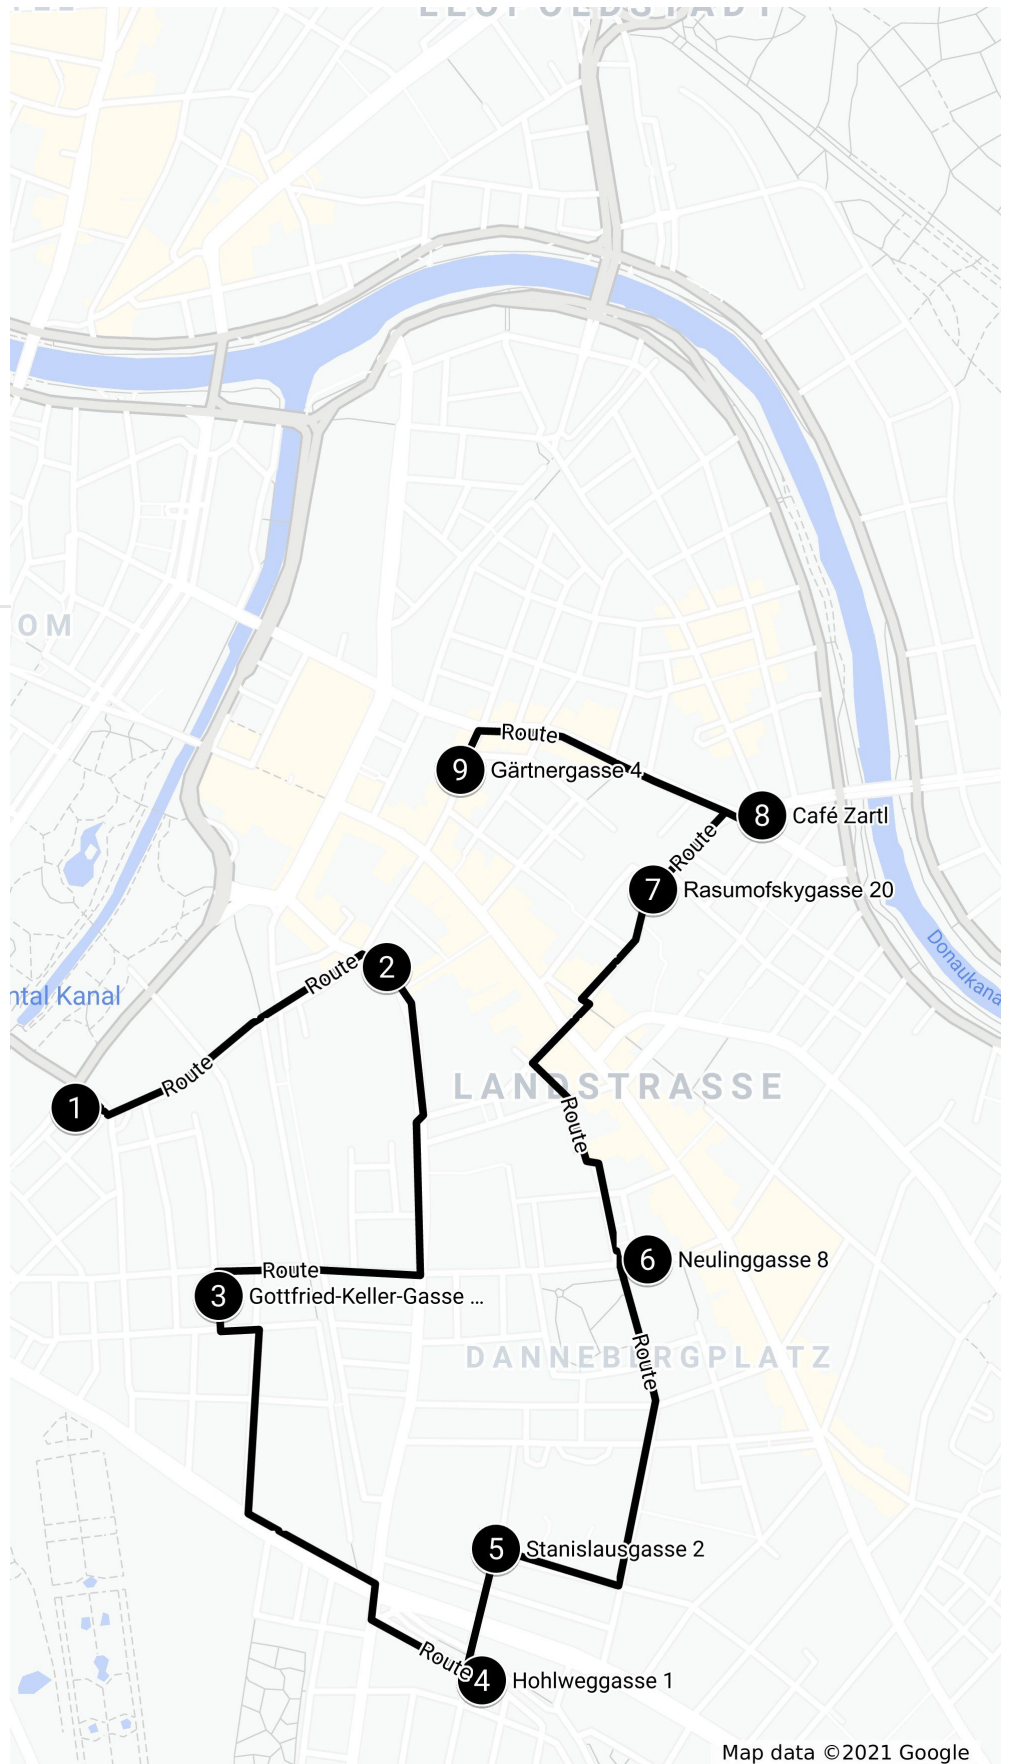 LEOPOLDSTADT
OM
Route
9
Gärtnergasse 4
8
Café Zartl
Route
7
Rasumofskygasse 20
Donaukana
Route
2
ntal Kanal
Route
1
LANDSTRASSE
Route
6
Neulinggasse 8
Route
3
Gottfried-Keller-Gasse ...
Route
DANNEBERGPLATZ
5
Stanislausgasse 2
Route
4
Hohlweggasse 1
Map data ©2021 Google